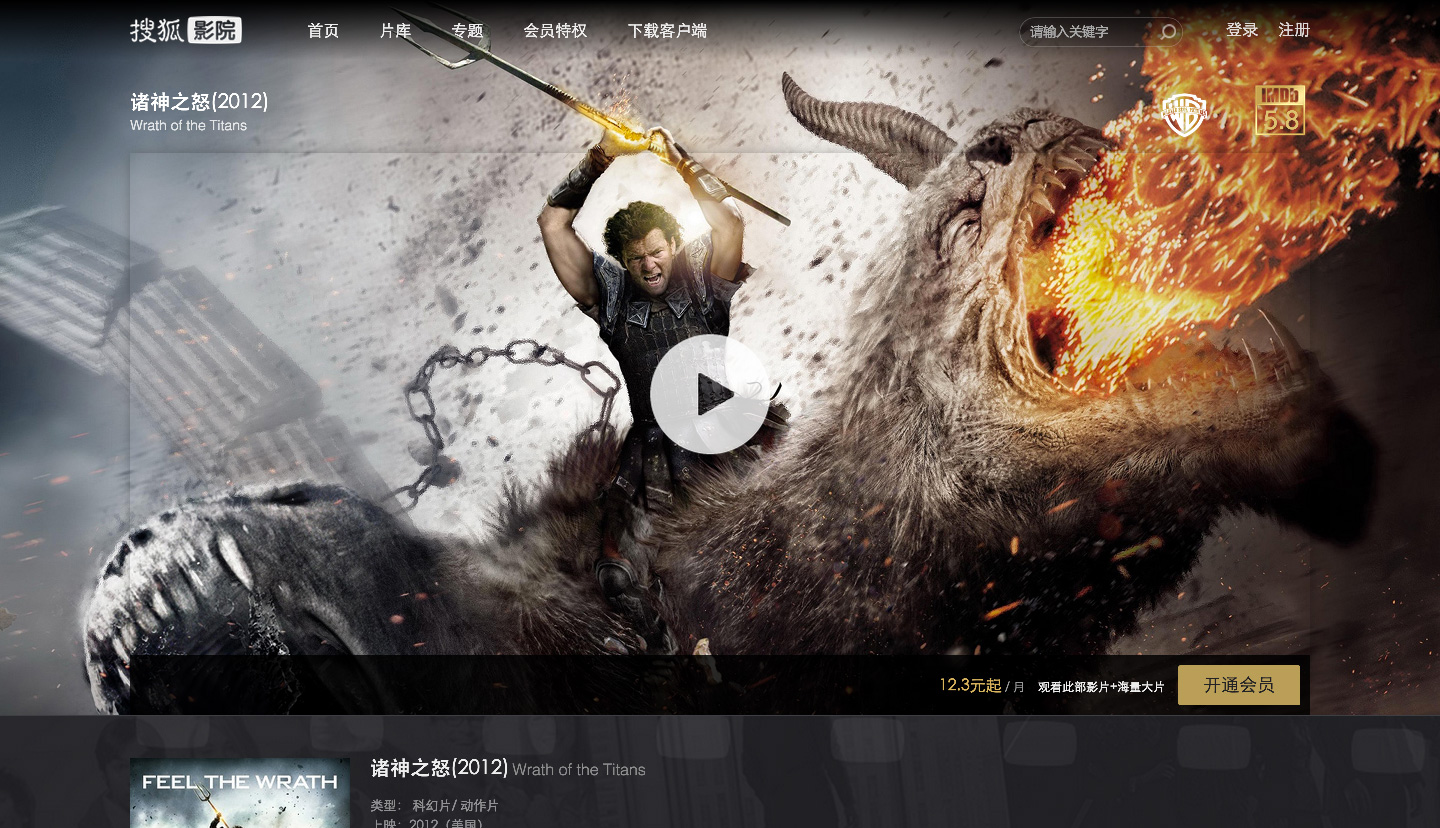 搜狐 影院 首页 片库 专题 会员特权 下载客户端 请输入关键字 登录 注册
诸神之怒(2012)
Wrath of the Titans
WB
IMDb
5.8
12.3元起 / 月 观看此部影片+海量大片 开通会员
诸神之怒(2012) Wrath of the Titans
FEEL THE WRATH
类型： 科幻片/ 动作片
上映：2012（美国）